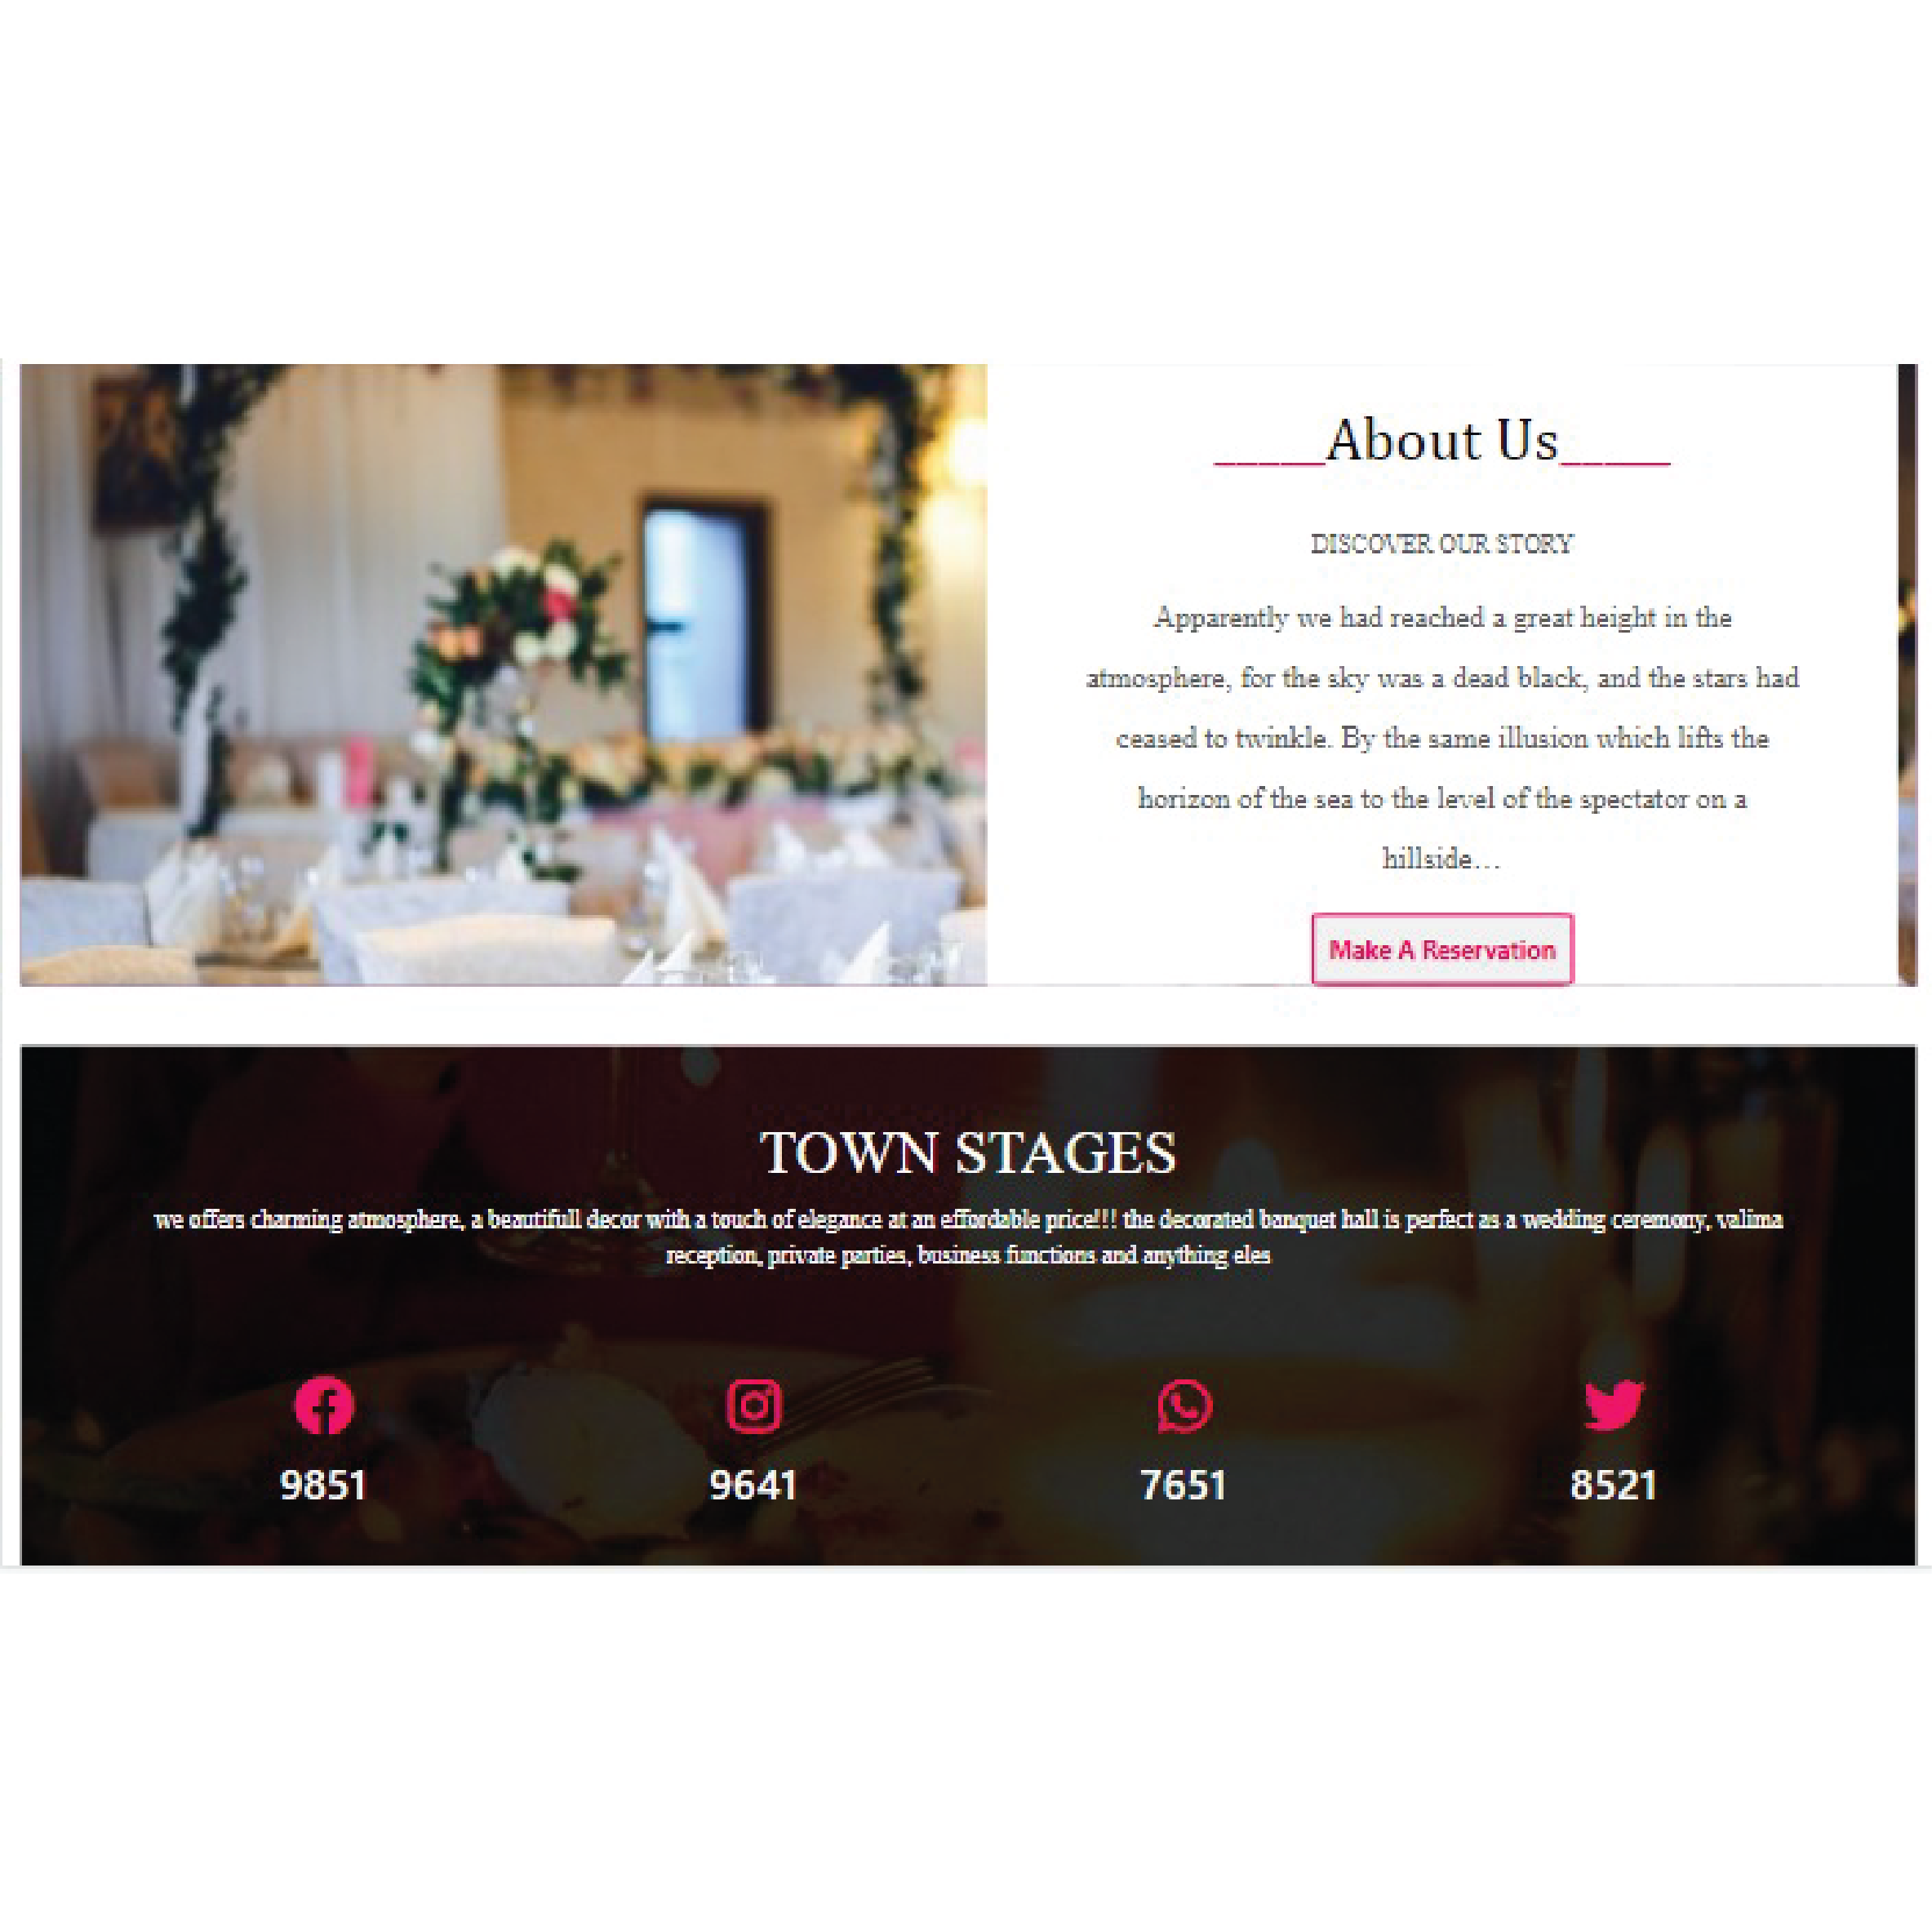 _____About Us_____
DISCOVER OUR STORY
Apparently we had reached a great height in the
atmosphere, for the sky was a dead black, and the stars had
ceased to twinkle. By the same illusion which lifts the
horizon of the sea to the level of the spectator on a
hillside...
Make A Reservation
TOWN STAGES
we offers charming atmosphere, a beautifull decor with a touch of elegance at an effordable price!!! the decorated banquet hall is perfect as a wedding ceremony, valima
reception, private parties, business functions and anything eles
9851 9641 7651 8521